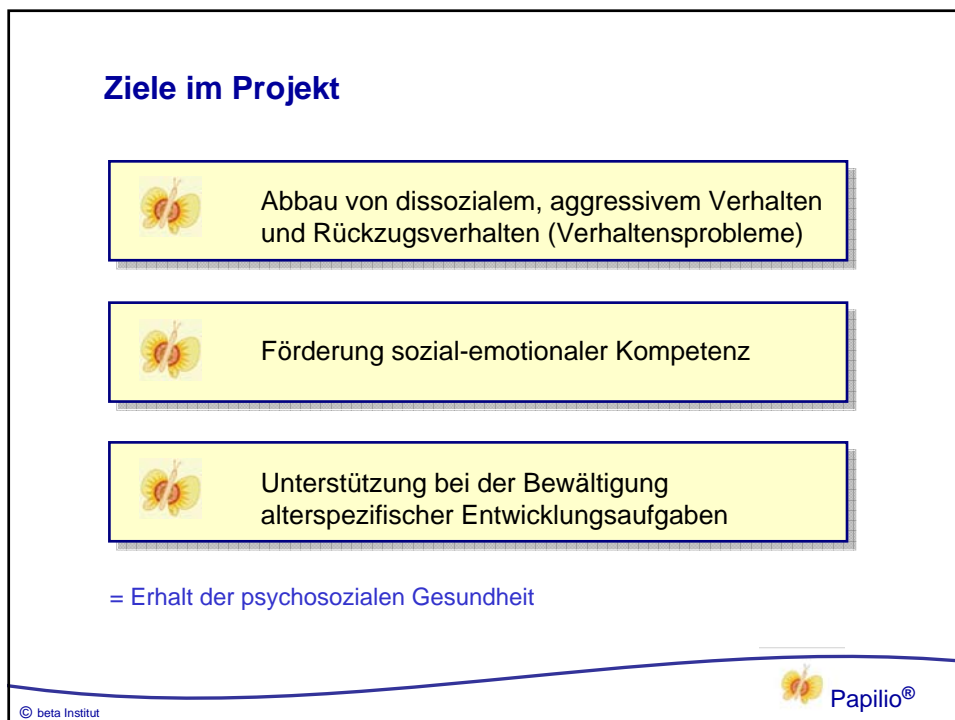 Ziele im Projekt
Abbau von dissozialem, aggressivem Verhalten
und Rückzugsverhalten (Verhaltensprobleme)
Förderung sozial-emotionaler Kompetenz
Unterstützung bei der Bewältigung
alterspezifischer Entwicklungsaufgaben
= Erhalt der psychosozialen Gesundheit
© beta Institut
Papilio®